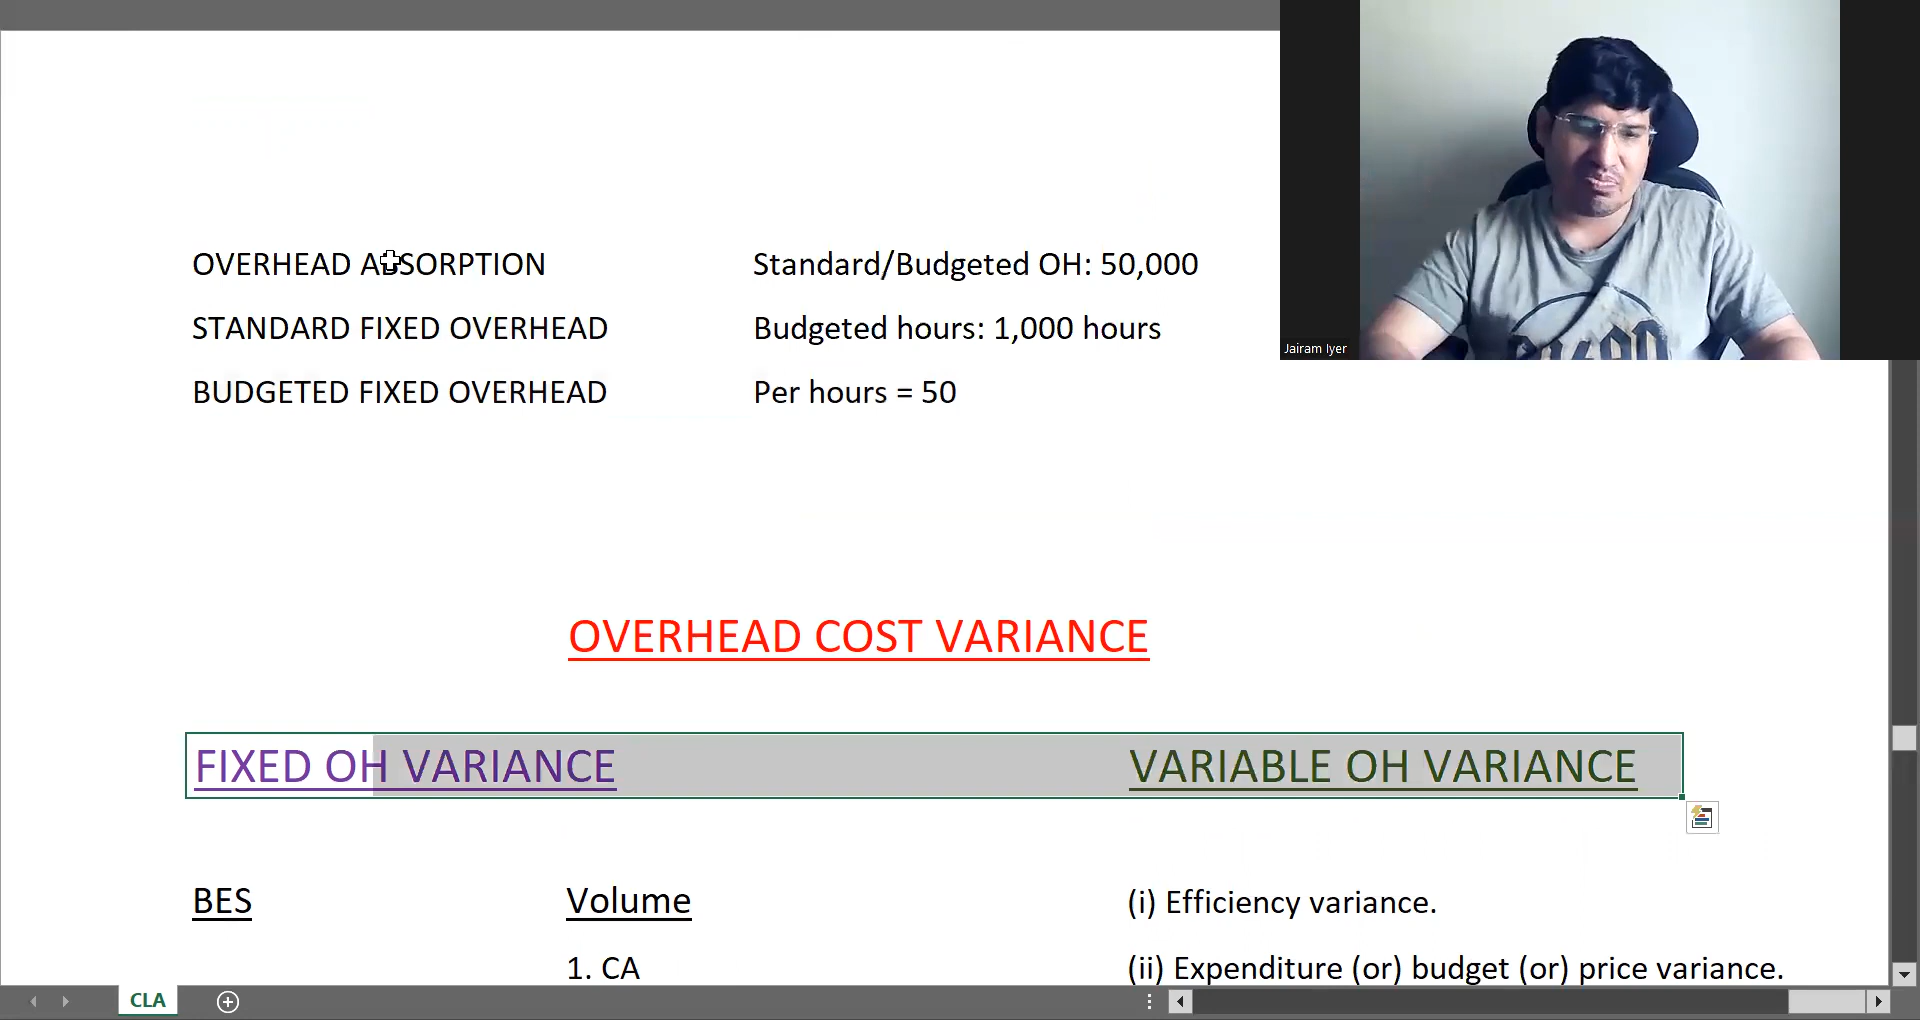 OVERHEAD ABSORPTION Standard/Budgeted OH: 50,000
STANDARD FIXED OVERHEAD Budgeted hours: 1,000 hours
BUDGETED FIXED OVERHEAD Per hours = 50
Jairam Iyer
OVERHEAD COST VARIANCE
FIXED OH VARIANCE VARIABLE OH VARIANCE
BES Volume (i) Efficiency variance.
1. CA (ii) Expenditure (or) budget (or) price variance.
CLA